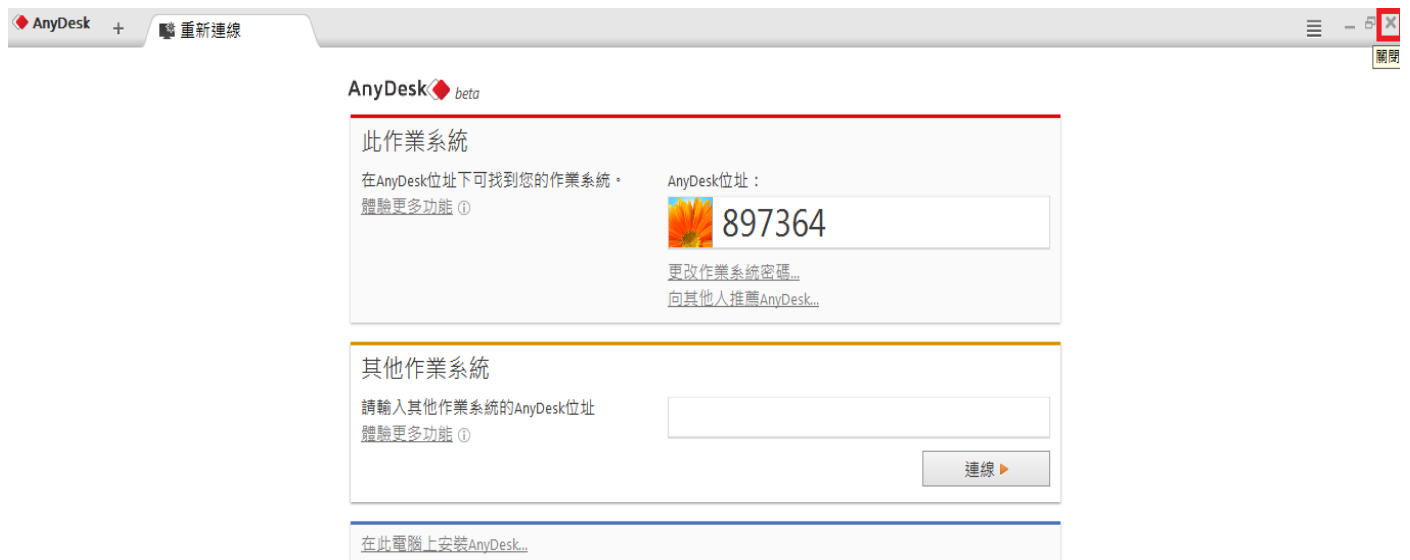 AnyDesk + 重新連線
關閉
AnyDesk beta
此作業系統
在AnyDesk位址下可找到您的作業系統。
體驗更多功能
AnyDesk位址：
897364
更改作業系統密碼...
向其他人推薦AnyDesk...
其他作業系統
請輸入其他作業系統的AnyDesk位址
體驗更多功能
連線
在此電腦上安裝AnyDesk...